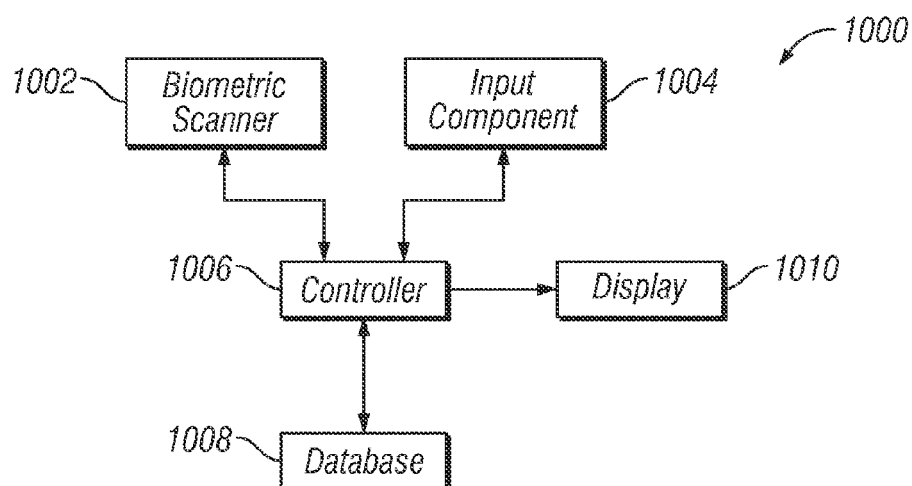 1000
1002
Biometric
Scanner
Input
Component
1004
1006
Controller
Display
1010
1008
Database